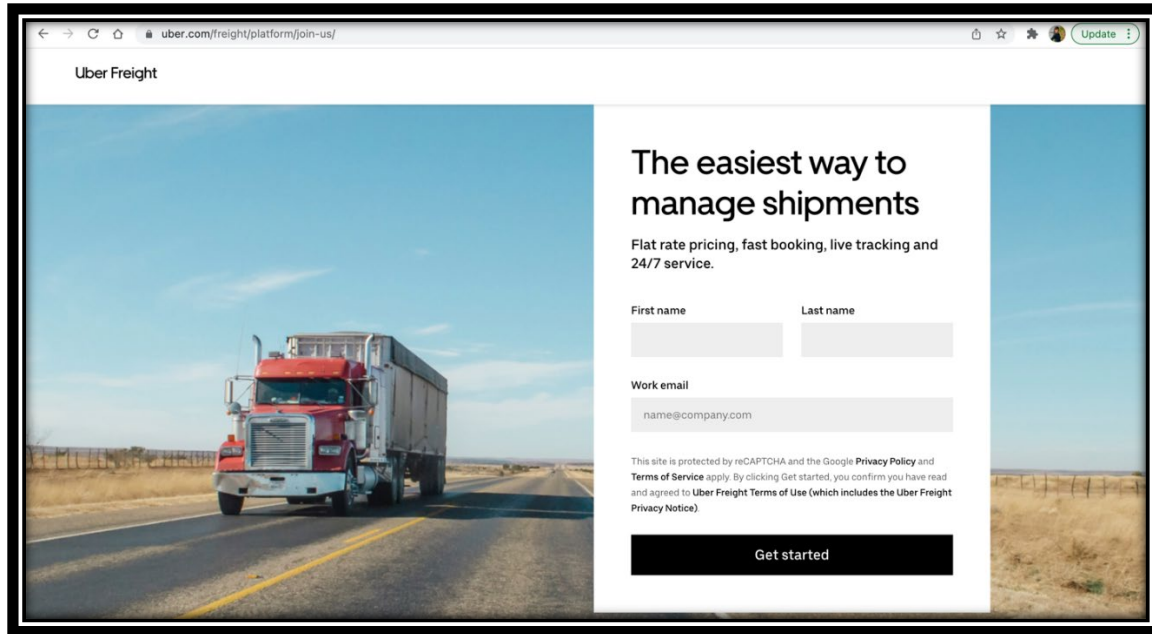 uber.com/freight/platform/join-us/
Update
Uber Freight
The easiest way to
manage shipments
Flat rate pricing, fast booking, live tracking and
24/7 service.
First name Last name
Work email
name@company.com
This site is protected by reCAPTCHA and the Google Privacy Policy and
Terms of Service apply. By clicking Get started, you confirm you have read
and agreed to Uber Freight Terms of Use (which includes the Uber Freight
Privacy Notice).
Get started